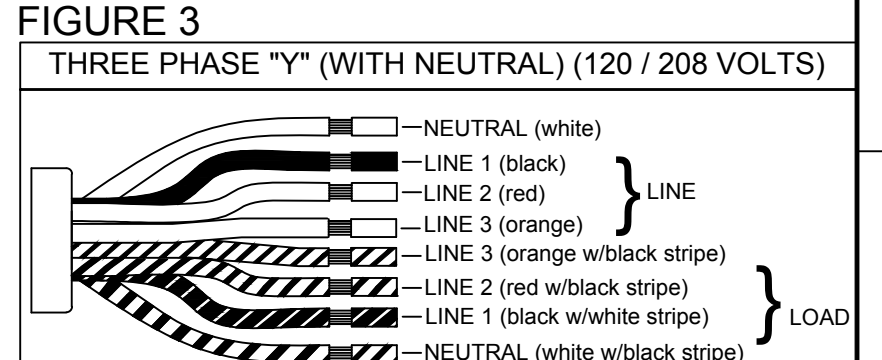 FIGURE 3
THREE PHASE "Y" (WITH NEUTRAL) (120 / 208 VOLTS)
NEUTRAL (white)
LINE 1 (black)
LINE 2 (red)
LINE
LINE 3 (orange)
LINE 3 (orange w/black stripe)
LINE 2 (red w/black stripe)
LINE 1 (black w/white stripe)
LOAD
NEUTRAL (white w/black stripe)